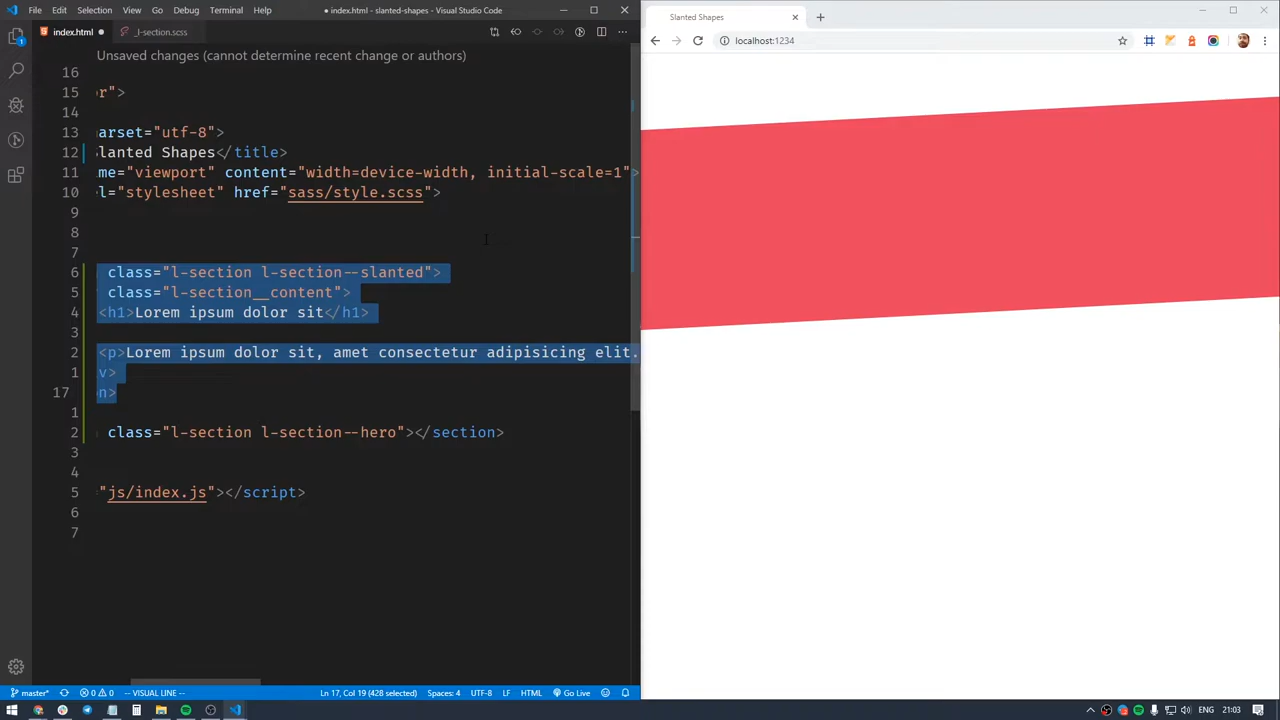 File Edit Selection View Go Debug Terminal Help
● index.html - slanted-shapes - Visual Studio Code
Slanted Shapes
index.html
_l-section.scss
localhost:1234
Unsaved changes (cannot determine recent change or authors)
16
15 r">
14
13 arset="utf-8">
12 lanted Shapes</title>
11 me="viewport" content="width=device-width, initial-scale=1">
10 l="stylesheet" href="sass/style.scss">
9
8
7
6 class="l-section l-section--slanted">
5 class="l-section__content">
4 <h1>Lorem ipsum dolor sit</h1>
3
2 <p>Lorem ipsum dolor sit, amet consectetur adipisicing elit.
1 v>
17 n>
1
2 class="l-section l-section--hero"></section>
3
4
5 "js/index.js"></script>
6
7
master* 0 0 -- VISUAL LINE -- Ln 17, Col 19 (428 selected) Spaces: 4 UTF-8 LF HTML Go Live
ENG 21:03